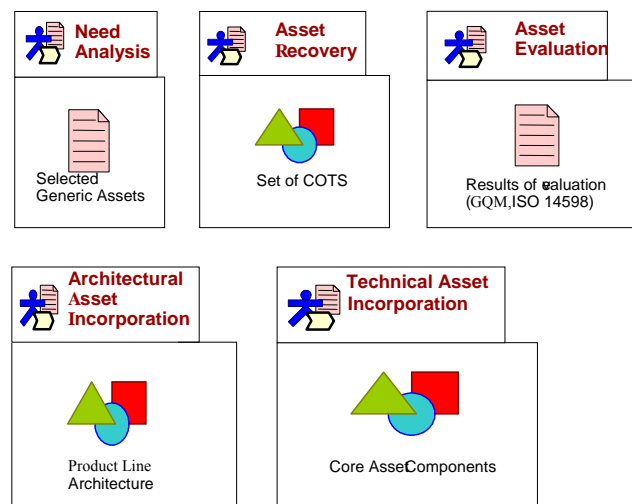 Need
Analysis
Selected
Generic Assets
Asset
Recovery
Set of COTS
Asset
Evaluation
Results of evaluation
(GQM,ISO 14598)
Architectural
Asset
Incorporation
Product Line
Architecture
Technical Asset
Incorporation
Core Asset Components